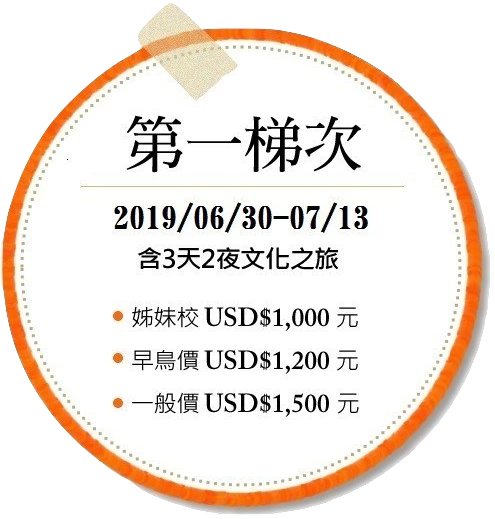 第一梯次
2019/06/30-07/13
含3天2夜文化之旅
姊妹校 USD$1,000 元
早鳥價 USD$1,200 元
一般價 USD$1,500 元